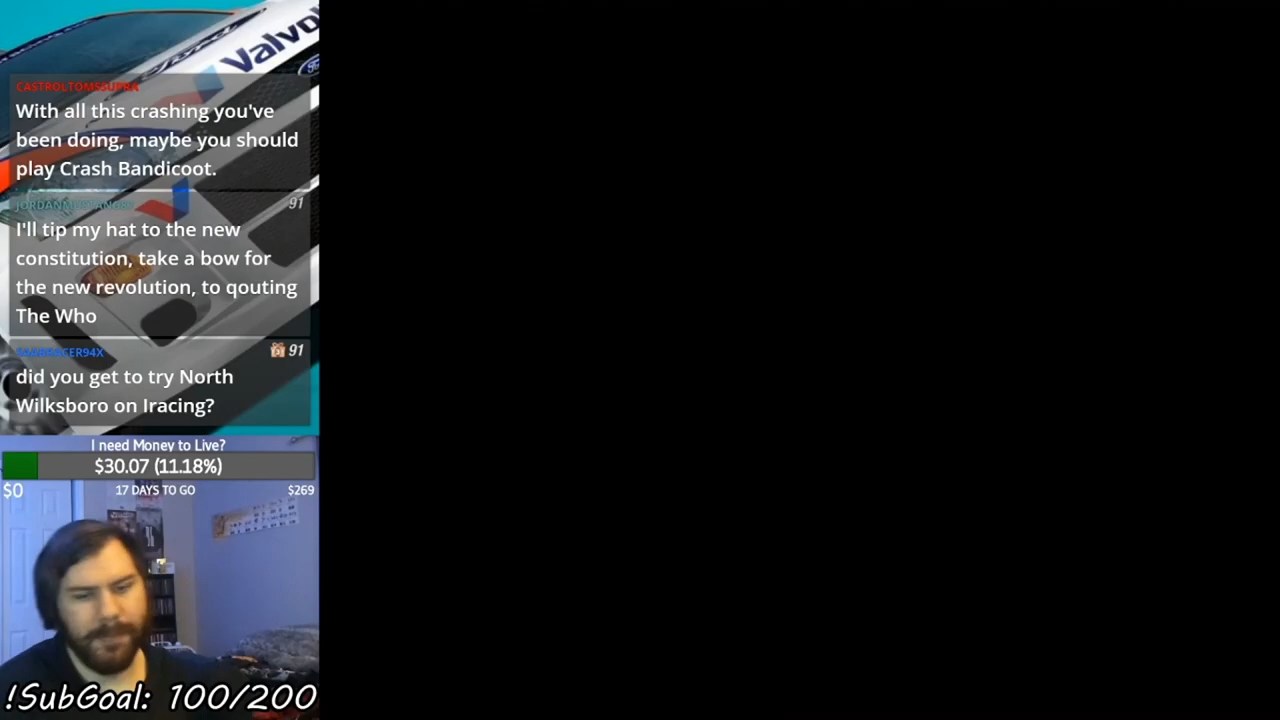 Valvo
CASTROLTOMSSUPRA
With all this crashing you've
been doing, maybe you should
play Crash Bandicoot.
91
I'll tip my hat to the new
constitution, take a bow for
the new revolution, to qouting
The Who
91
did you get to try North
Wilksboro on Iracing?
I need Money to Live?
$30.07 (11.18%)
$0 17 DAYS TO GO $269
!SubGoal: 100/200